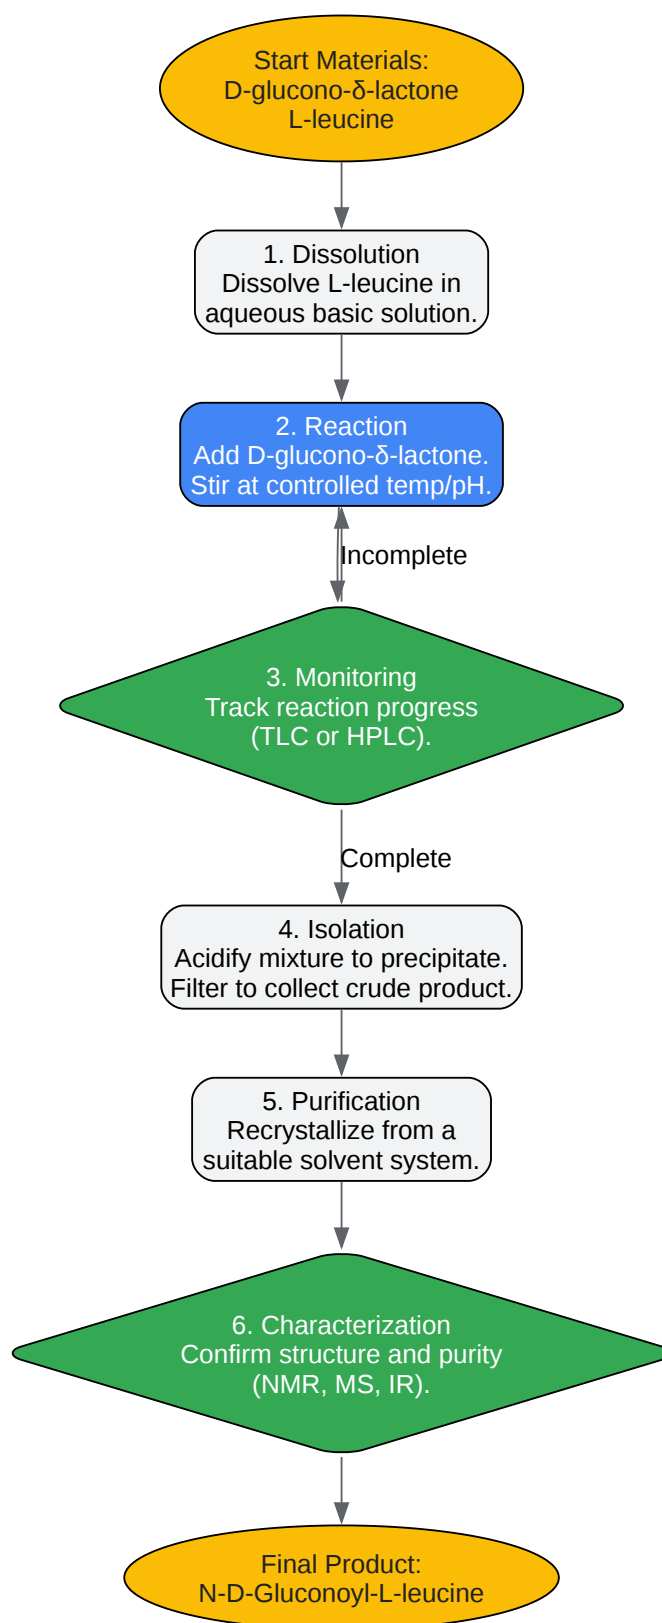 Start Materials:
D-glucono-δ-lactone
L-leucine
1. Dissolution
Dissolve L-leucine in
aqueous basic solution.
2. Reaction
Add D-glucono-δ-lactone.
Stir at controlled temp/pH.
Incomplete
3. Monitoring
Track reaction progress
(TLC or HPLC).
Complete
4. Isolation
Acidify mixture to precipitate.
Filter to collect crude product.
5. Purification
Recrystallize from a
suitable solvent system.
6. Characterization
Confirm structure and purity
(NMR, MS, IR).
Final Product:
N-D-Gluconoyl-L-leucine